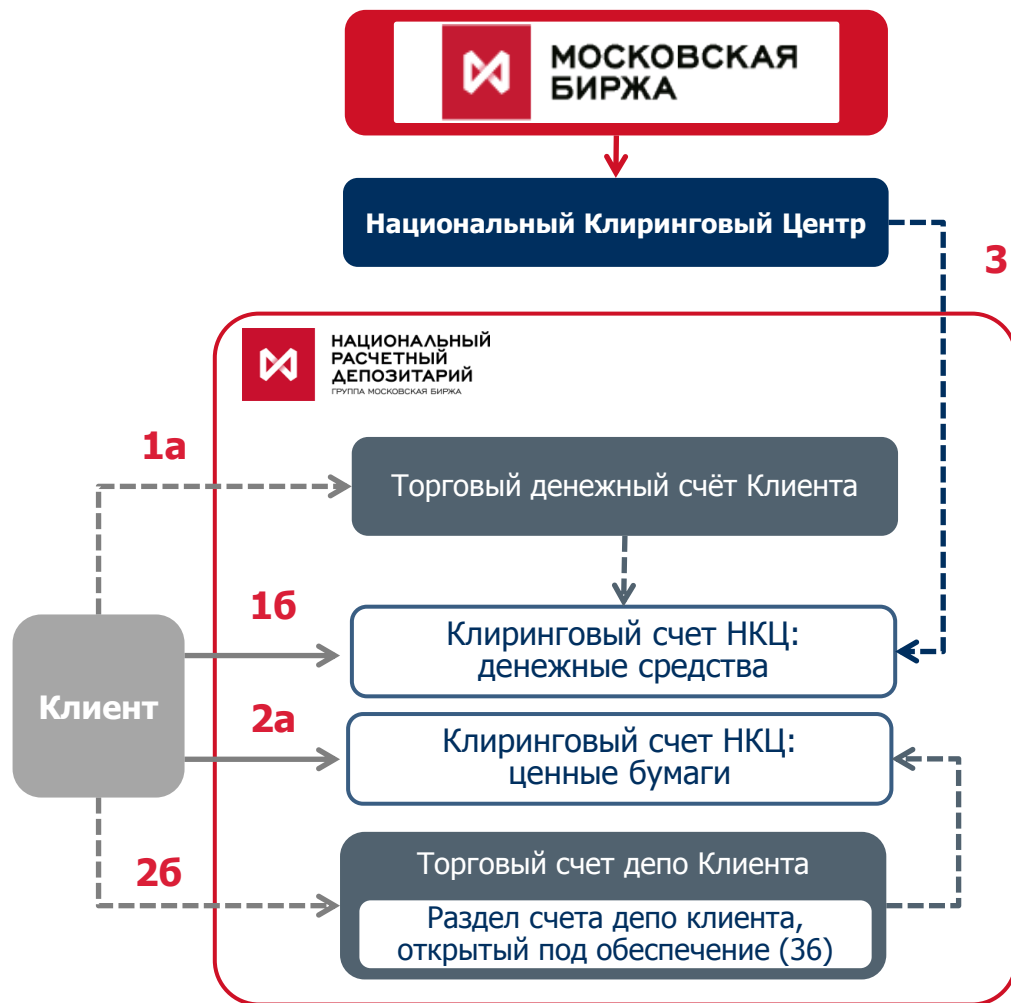 МОСКОВСКАЯ
БИРЖА
Национальный Клиринговый Центр
3
НАЦИОНАЛЬНЫЙ
РАСЧЕТНЫЙ
ДЕПОЗИТАРИЙ
ГРУППА МОСКОВСКАЯ БИРЖА
1а
Торговый денежный счёт Клиента
1б
Клиринговый счет НКЦ:
денежные средства
Клиент
2а
Клиринговый счет НКЦ:
ценные бумаги
2б
Торговый счет депо Клиента
Раздел счета депо клиента,
открытый под обеспечение (36)